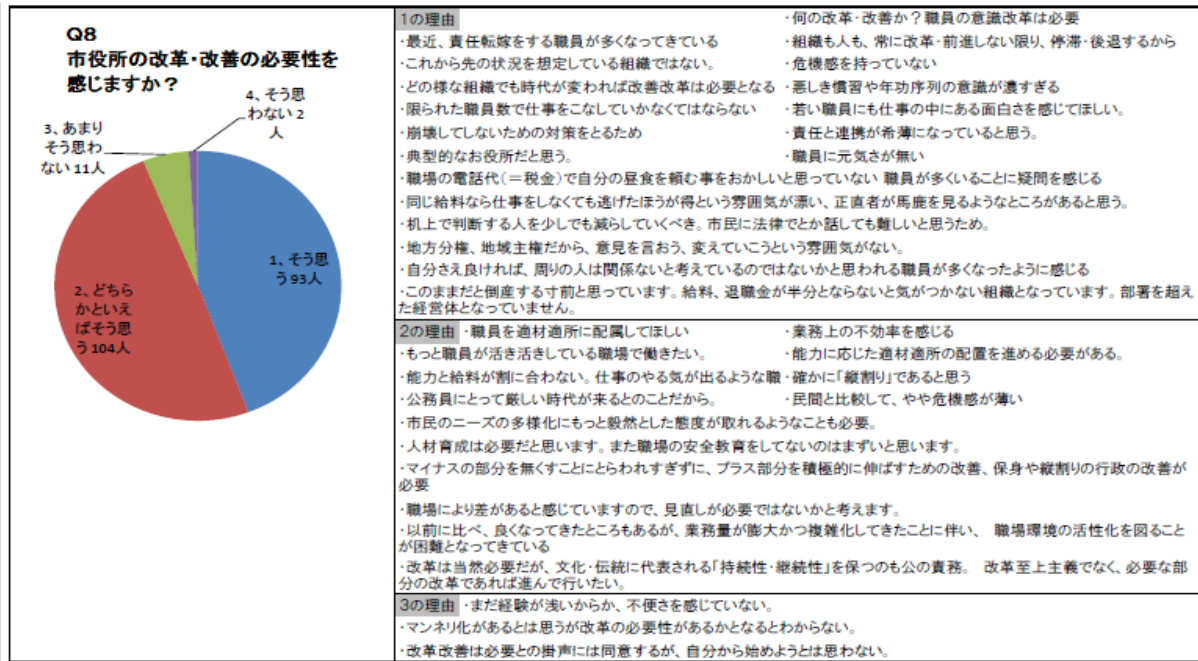 Q8
市役所の改革・改善の必要性を
感じますか？
4、そう思
わない 2
人
3、あまり
そう思わ
ない 11人
1、そう思
う 93人
2、どちら
かといえ
ばそう思
う 104人
1の理由
・何の改革・改善か？職員の意識改革は必要
・最近、責任転嫁をする職員が多くなってきている
・組織も人も、常に改革・前進しない限り、停滞・後退するから
・これから先の状況を想定している組織ではない。
・危機感を持っていない
・どの様な組織でも時代が変われば改善改革は必要となる
・悪しき慣習や年功序列の意識が濃すぎる
・限られた職員数で仕事をこなしていかなくてはならない
・若い職員にも仕事の中にある面白さを感じてほしい。
・崩壊してしないための対策をとるため
・責任と連携が希薄になっていると思う。
・典型的なお役所だと思う。
・職員に元気さが無い
・職場の電話代（＝税金）で自分の昼食を頼む事をおかしいと思っていない 職員が多くいることに疑問を感じる
・同じ給料なら仕事をしなくても逃げたほうが得という雰囲気が漂い、正直者が馬鹿を見るようなところがあると思う。
・机上で判断する人を少しでも減らしていくべき。市民に法律でとか話しても難しいと思うため。
・地方分権、地域主権だから、意見を言おう、変えていこうという雰囲気がない。
・自分さえ良ければ、周りの人は関係ないと考えているのではないかと思われる職員が多くなったように感じる
・このままだと倒産する寸前と思っています。給料、退職金が半分とならないと気がつかない組織となっています。部署を超え
た経営体となっていません。
2の理由 ・職員を適材適所に配属してほしい
・業務上の不効率を感じる
・もっと職員が活き活きしている職場で働きたい。
・能力に応じた適材適所の配置を進める必要がある。
・能力と給料が割に合わない。仕事のやる気が出るような職
・確かに「縦割り」であると思う
・公務員にとって厳しい時代が来るとのことだから。
・民間と比較して、やや危機感が薄い
・市民のニーズの多様化にもっと毅然とした態度が取れるようなことも必要。
・人材育成は必要だと思います。また職場の安全教育をしてないのはまずいと思います。
・マイナスの部分を無くすことにとらわれすぎずに、プラス部分を積極的に伸ばすための改善、保身や縦割りの行政の改善が
必要
・職場により差があると感じていますので、見直しが必要ではないかと考えます。
・以前に比べ、良くなってきたところもあるが、業務量が膨大かつ複雑化してきたことに伴い、 職場環境の活性化を図ること
が困難となってきている
・改革は当然必要だが、文化・伝統に代表される「持続性・継続性」を保つのも公の責務。 改革至上主義でなく、必要な部
分の改革であれば進んで行いたい。
3の理由 ・まだ経験が浅いからか、不便さを感じていない。
・マンネリ化があるとは思うが改革の必要性があるかとなるとわからない。
・改革改善は必要との掛声には同意するが、自分から始めようとは思わない。